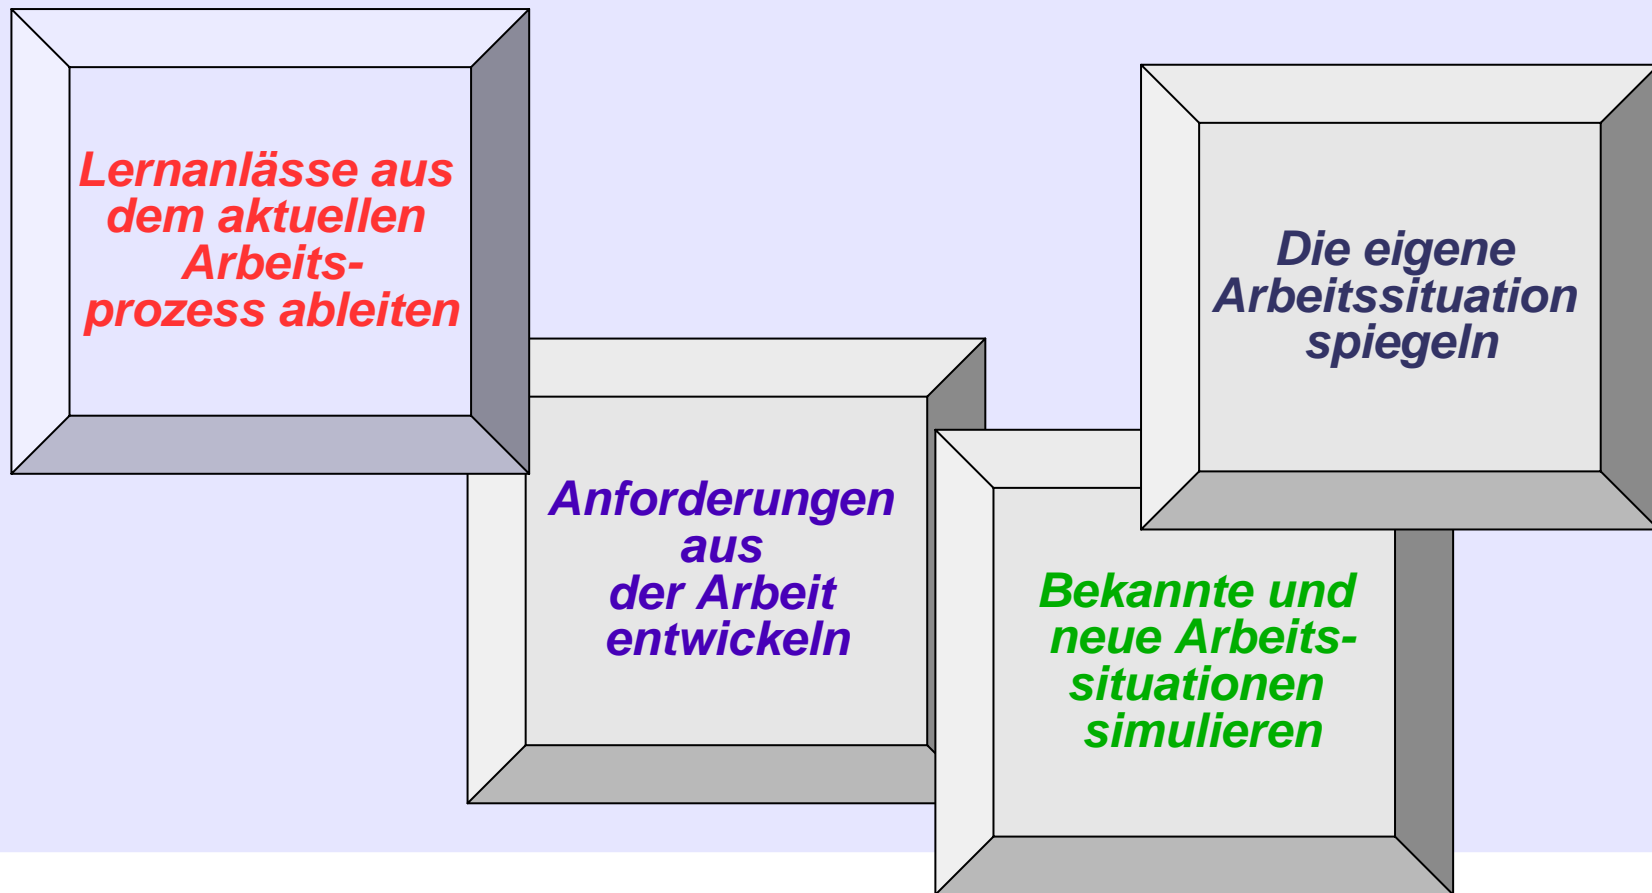 Lernanlässe aus
dem aktuellen
Arbeits-
prozess ableiten
Anforderungen
aus
der Arbeit
entwickeln
Bekannte und
neue Arbeits-
situationen
simulieren
Die eigene
Arbeitssituation
spiegeln